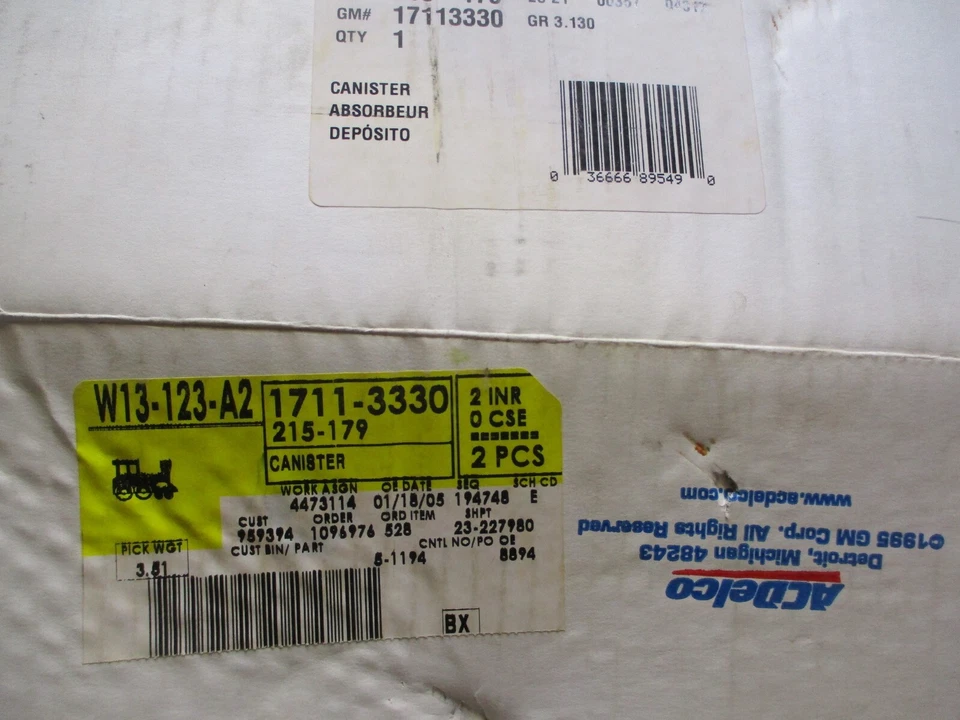 GM# 17113330 GR 3.130
QTY 1
CANISTER
ABSORBEUR
DEPÓSITO
0 36666 89549 0
W13-123-A2
1711-3330
215-179
CANISTER
2 INR
0 CSE
2 PCS
WORK ASGN OE DATE SEQ SCH CD
4473114 01/18/05 194748 E
CUST ORDER ORD ITEM SHPT
959394 1096976 528 23-227980
CUST BIN/ PART CNTL NO/PO OE
S-1194 8894
PICK WGT
3.51
BX
ACDelco
Detroit, Michigan 48243
©1995 GM Corp. All Rights Reserved
www.acdelco.com